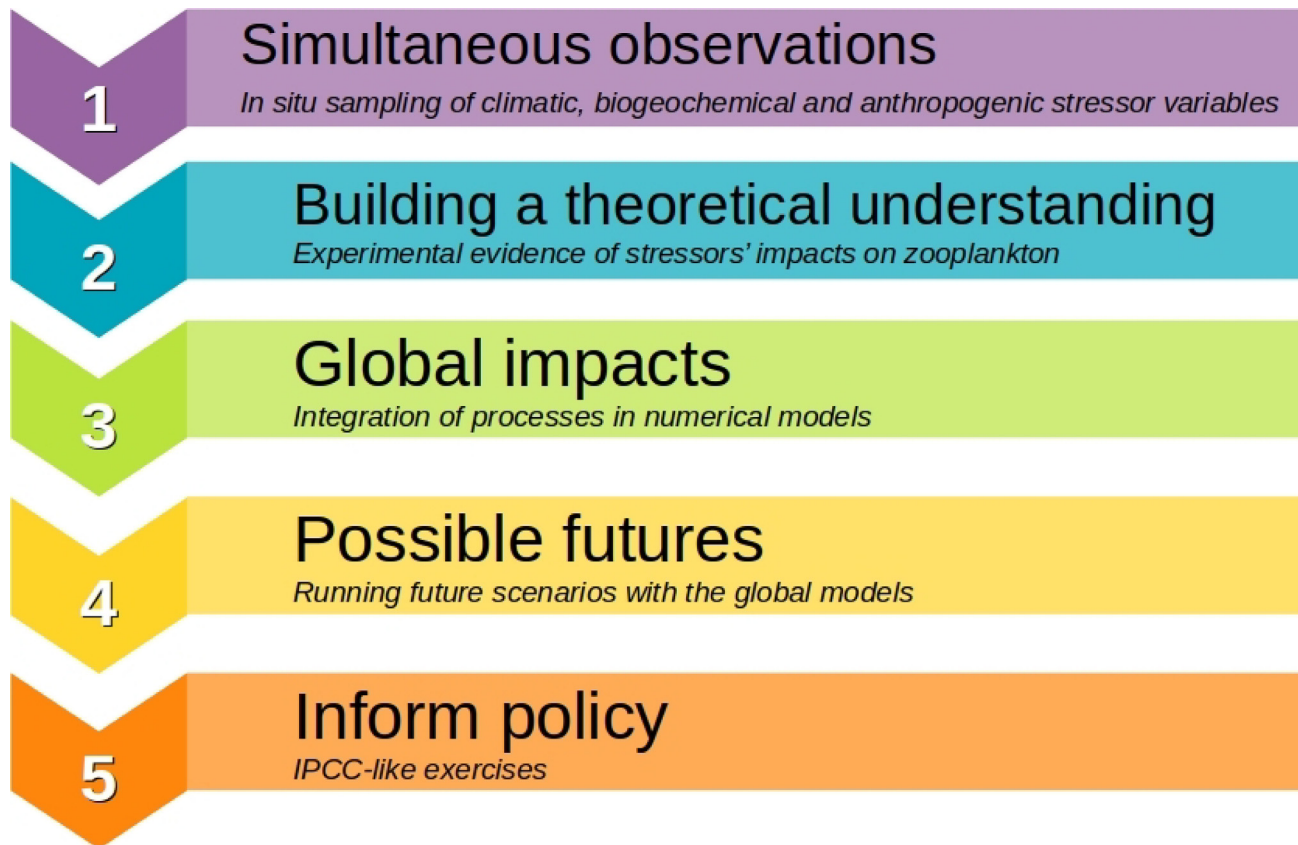 1
Simultaneous observations
In situ sampling of climatic, biogeochemical and anthropogenic stressor variables
2
Building a theoretical understanding
Experimental evidence of stressors' impacts on zooplankton
3
Global impacts
Integration of processes in numerical models
4
Possible futures
Running future scenarios with the global models
5
Inform policy
IPCC-like exercises